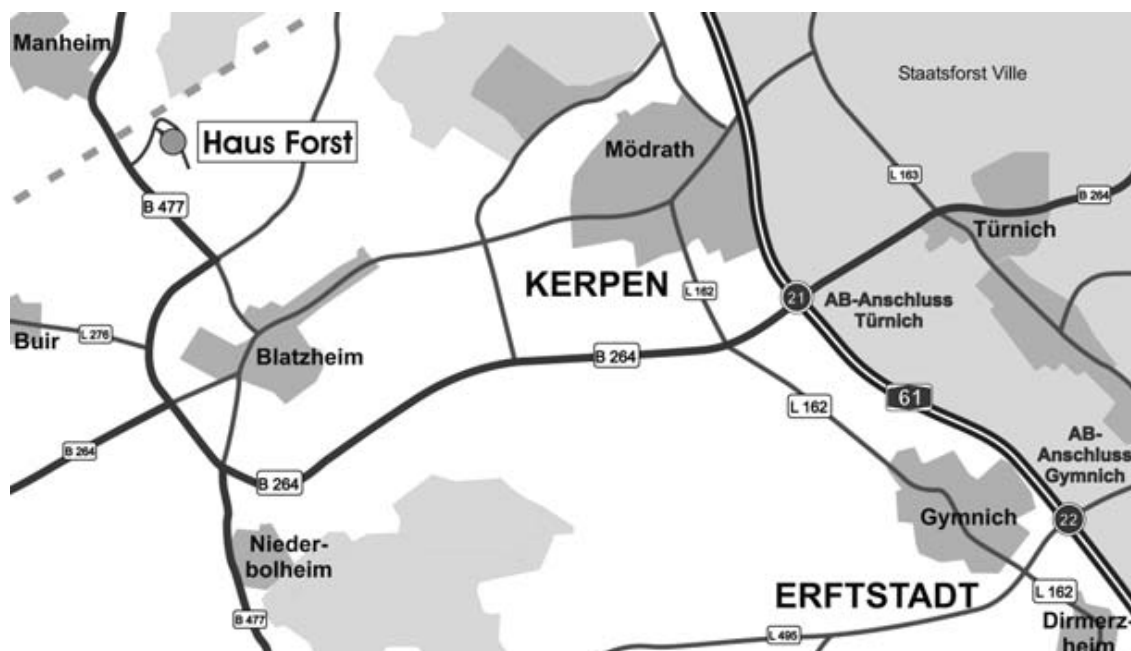 Manheim
Staatsforst Ville
Haus Forst
Mödrath
L 163
B 264
B 477
Türnich
KERPEN
L 162
21
AB-Anschluss
Türnich
L 276
Buir
Blatzheim
B 264
61
L 162
AB-
Anschluss
Gymnich
B 264
B 264
Gymnich
22
Nieder-
bolheim
ERFTSTADT
L 162
B 477
L 495
Dirmerz-
heim